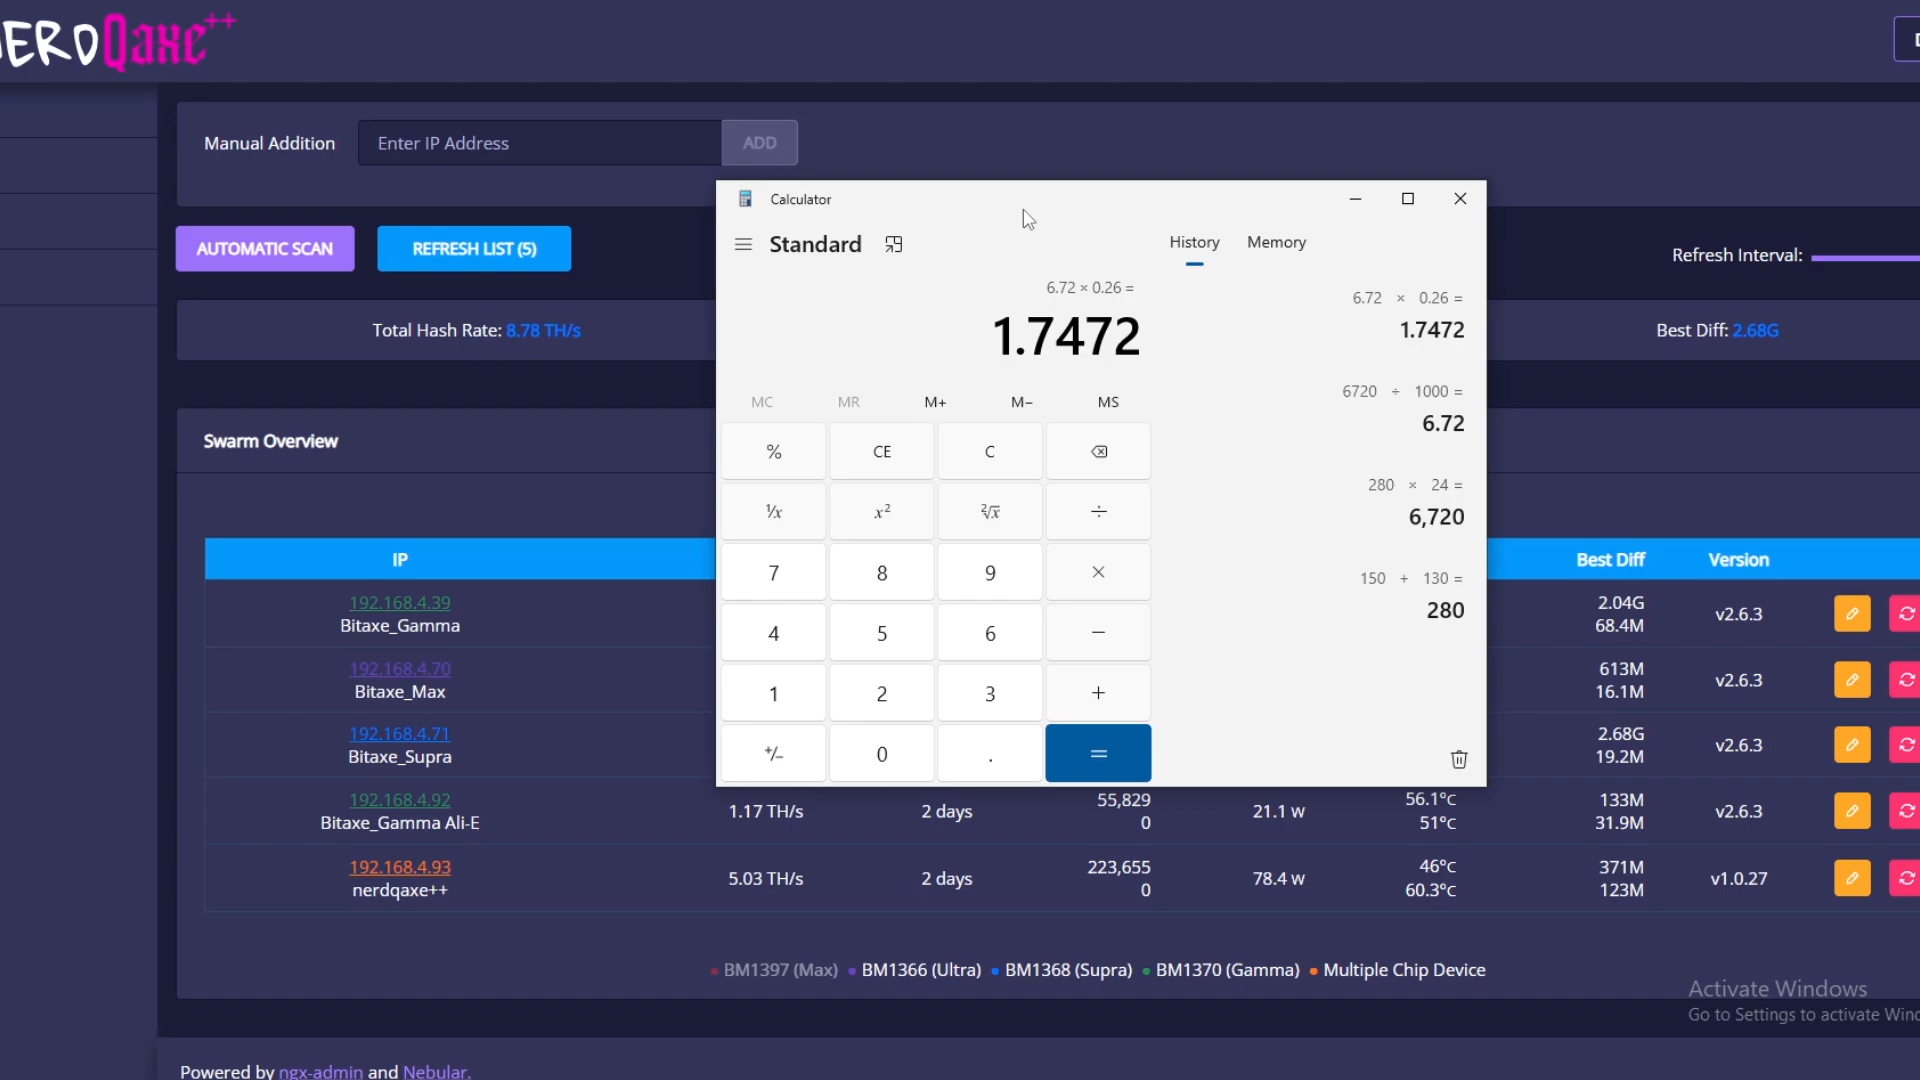 ERDQaxe++
D
Manual Addition
Enter IP Address
ADD
AUTOMATIC SCAN
REFRESH LIST (5)
Refresh Interval:
Total Hash Rate: 8.78 TH/s
Best Diff: 2.68G
Calculator
Standard
History
Memory
6.72 × 0.26 =
1.7472
MC MR M+ M− MS
% CE C
¹/x x² ²√x ÷
7 8 9 ×
4 5 6 −
1 2 3 +
+/− 0 . =
6.72 × 0.26 =
1.7472
6720 ÷ 1000 =
6.72
280 × 24 =
6,720
150 + 130 =
280
Swarm Overview
IP Best Diff Version
192.168.4.39 2.04G
Bitaxe_Gamma 68.4M v2.6.3
192.168.4.70 613M
Bitaxe_Max 16.1M v2.6.3
192.168.4.71 2.68G
Bitaxe_Supra 19.2M v2.6.3
192.168.4.92 1.17 TH/s 2 days 55,829 21.1 w 56.1°C 133M v2.6.3
Bitaxe_Gamma Ali-E 0 51°C 31.9M
192.168.4.93 5.03 TH/s 2 days 223,655 78.4 w 46°C 371M v1.0.27
nerdqaxe++ 0 60.3°C 123M
BM1397 (Max) BM1366 (Ultra) BM1368 (Supra) BM1370 (Gamma) Multiple Chip Device
Activate Windows
Go to Settings to activate Wind
Powered by ngx-admin and Nebular.